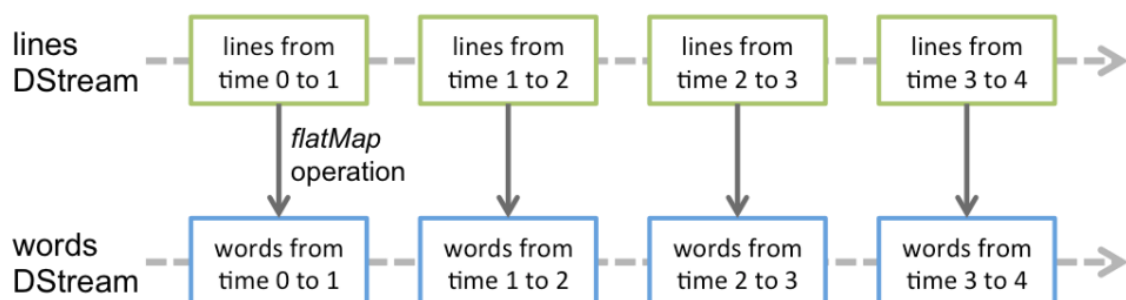 lines
DStream
lines from
time 0 to 1
lines from
time 1 to 2
lines from
time 2 to 3
lines from
time 3 to 4
flatMap
operation
words
DStream
words from
time 0 to 1
words from
time 1 to 2
words from
time 2 to 3
words from
time 3 to 4